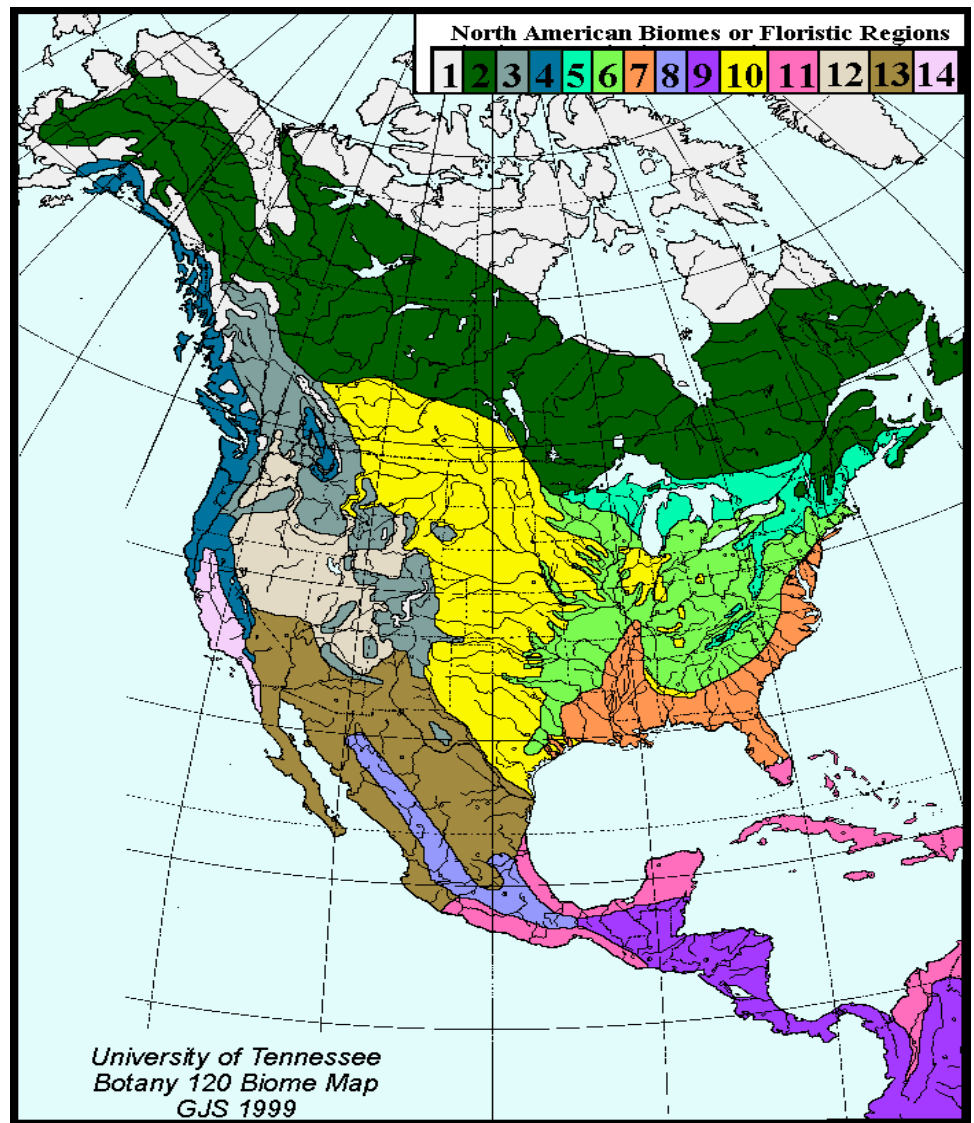 North American Biomes or Floristic Regions
1 2 3 4 5 6 7 8 9 10 11 12 13 14
University of Tennessee
Botany 120 Biome Map
GJS 1999